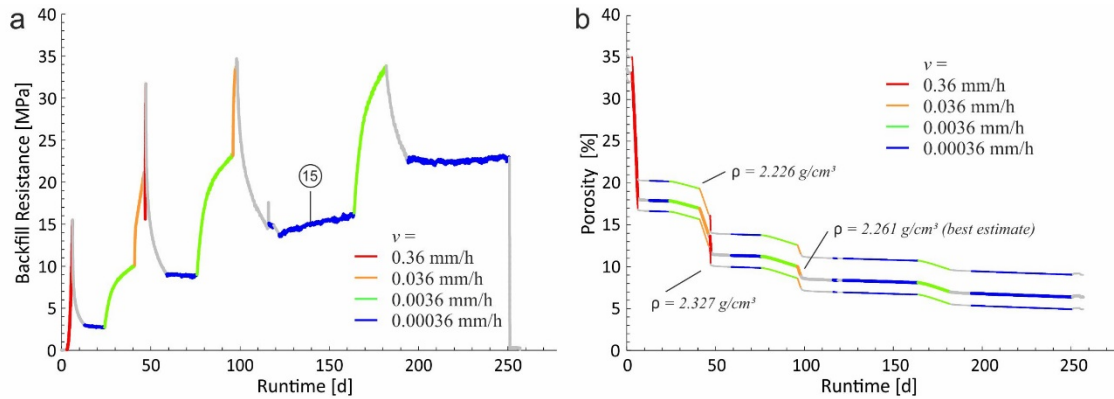 a
Backfill Resistance [MPa]
40
35
30
25
20
15
10
5
0
0 50 100 150 200 250
Runtime [d]
15
v =
0.36 mm/h
0.036 mm/h
0.0036 mm/h
0.00036 mm/h
b
Porosity [%]
40
35
30
25
20
15
10
5
0
0 50 100 150 200 250
Runtime [d]
v =
0.36 mm/h
0.036 mm/h
0.0036 mm/h
0.00036 mm/h
ρ = 2.226 g/cm³
ρ = 2.261 g/cm³ (best estimate)
ρ = 2.327 g/cm³